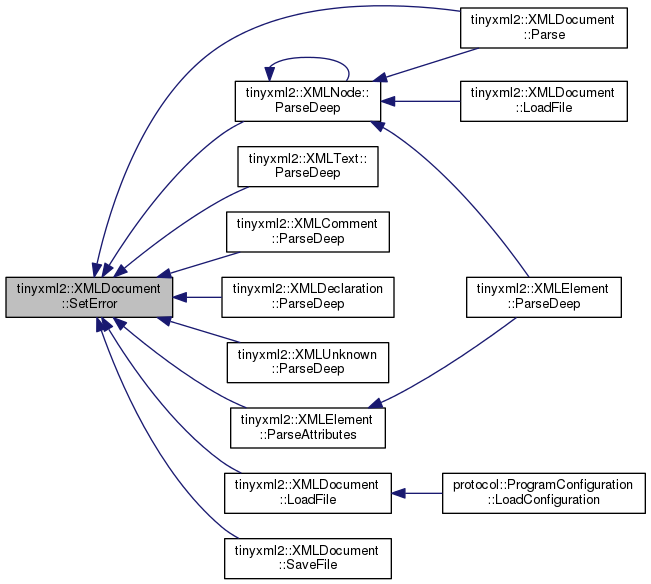 tinyxml2::XMLDocument
::Parse
tinyxml2::XMLNode::
ParseDeep
tinyxml2::XMLDocument
::LoadFile
tinyxml2::XMLText::
ParseDeep
tinyxml2::XMLComment
::ParseDeep
tinyxml2::XMLDocument
::SetError
tinyxml2::XMLDeclaration
::ParseDeep
tinyxml2::XMLElement
::ParseDeep
tinyxml2::XMLUnknown
::ParseDeep
tinyxml2::XMLElement
::ParseAttributes
tinyxml2::XMLDocument
::LoadFile
protocol::ProgramConfiguration
::LoadConfiguration
tinyxml2::XMLDocument
::SaveFile